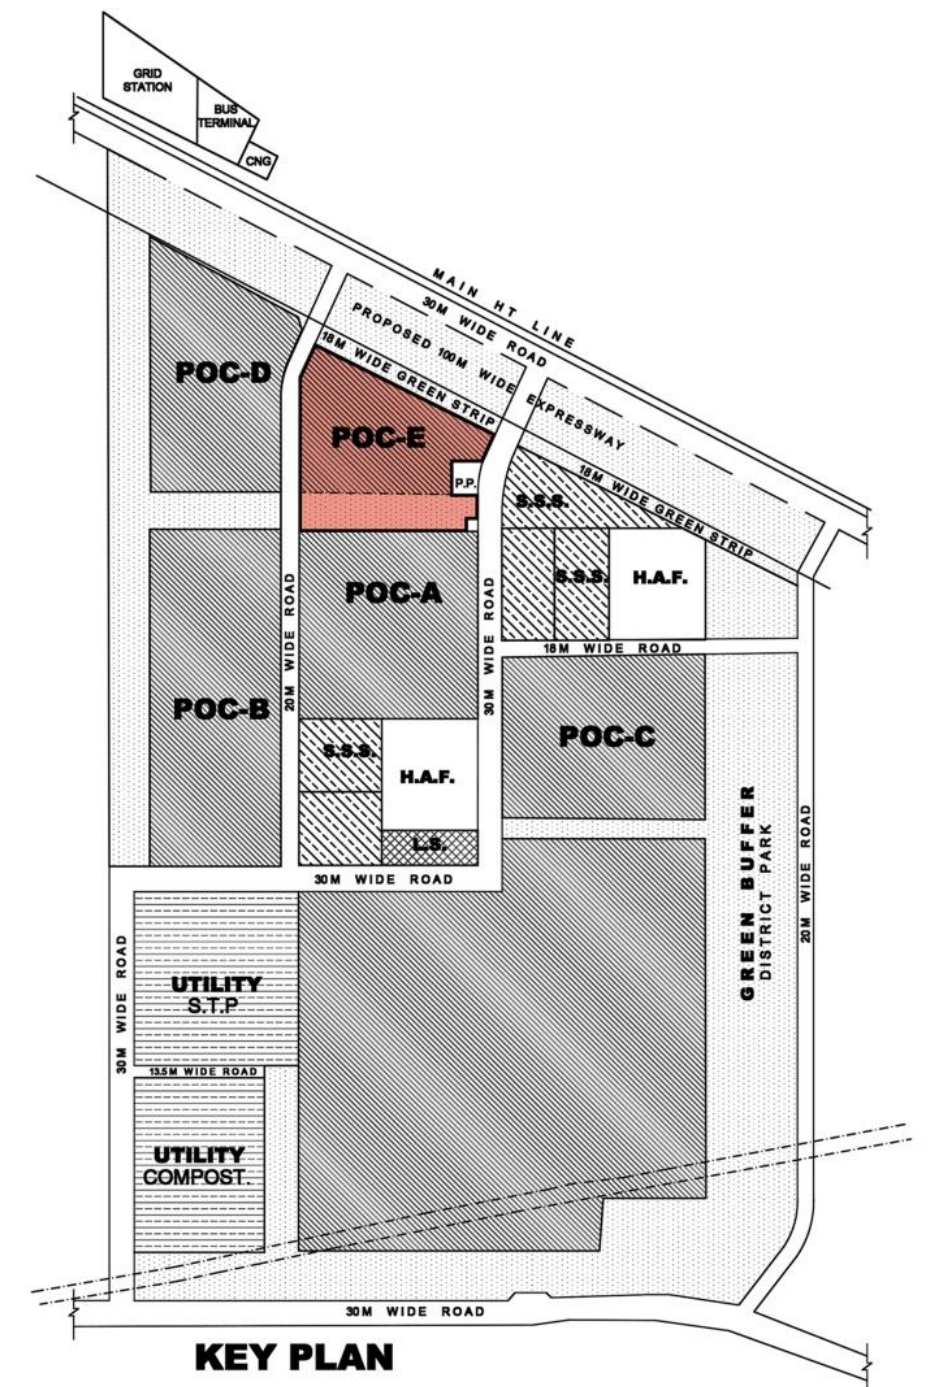 GRID
STATION
BUS
TERMINAL
CNG
MAIN HT LINE
30M WIDE ROAD
PROPOSED 100M WIDE EXPRESSWAY
18M WIDE GREEN STRIP
18M WIDE GREEN STRIP
POC-D
POC-E
P.P.
S.S.S.
S.S.S.
H.A.F.
POC-A
20M WIDE ROAD
30M WIDE ROAD
18M WIDE ROAD
POC-B
POC-C
S.S.S.
H.A.F.
L.S.
30M WIDE ROAD
GREEN BUFFER
DISTRICT PARK
20M WIDE ROAD
30M WIDE ROAD
UTILITY
S.T.P
13.5M WIDE ROAD
UTILITY
COMPOST.
30M WIDE ROAD
KEY PLAN